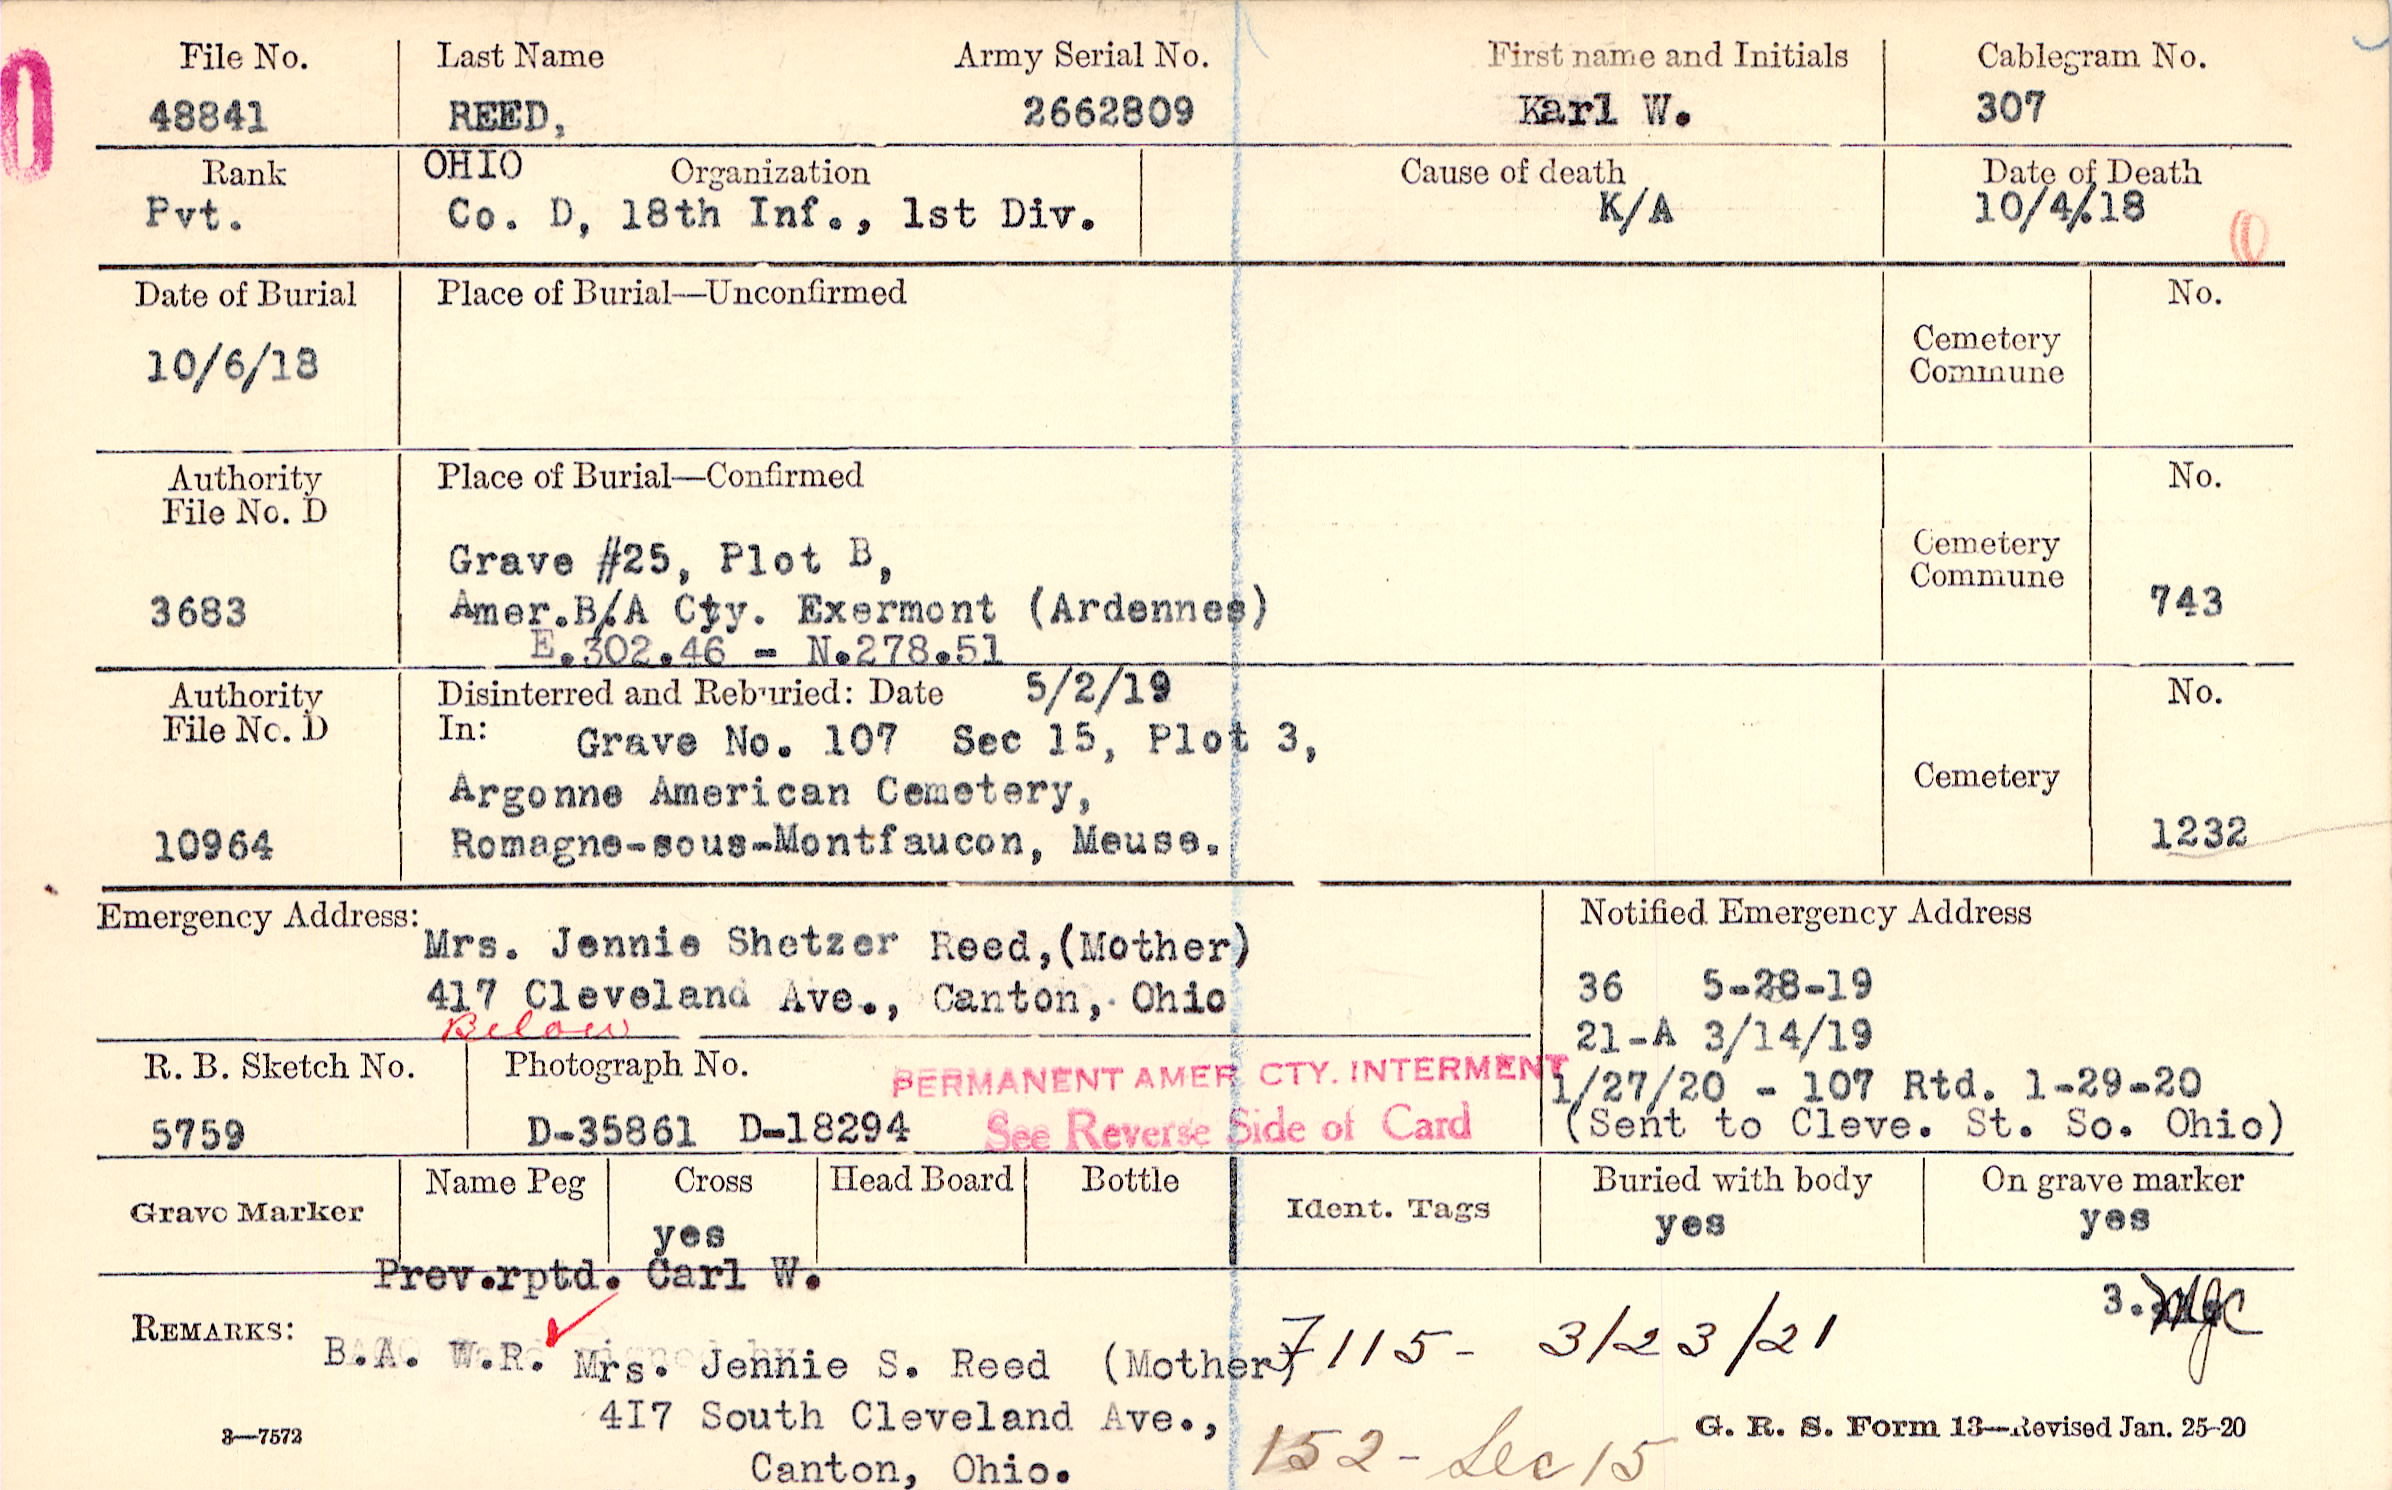 File No. Last Name Army Serial No. First name and Initials Cablegram No.
48841 REED, 2662809 Karl W. 307
Rank OHIO Organization Cause of death Date of Death
Pvt. Co. D, 18th Inf., 1st Div. K/A 10/4/18
Date of Burial Place of Burial—Unconfirmed No.
10/6/18 Cemetery
Commune
Authority Place of Burial—Confirmed No.
File No. D
Grave #25, Plot B, Cemetery
Commune
3683 Amer.B/A Cty. Exermont (Ardennes) 743
E.302.46 - N.278.51
Authority Disinterred and Reburied: Date 5/2/19 No.
File No. D In: Grave No. 107 Sec 15, Plot 3,
Argonne American Cemetery, Cemetery
10964 Romagne-sous-Montfaucon, Meuse. 1232
Emergency Address: Notified Emergency Address
Mrs. Jennie Shetzer Reed,(Mother)
417 Cleveland Ave., Canton, Ohio 36 5-28-19
Below 21-A 3/14/19
R. B. Sketch No. Photograph No. PERMANENT AMER. CTY. INTERMENT 1/27/20 - 107 Rtd. 1-29-20
5759 D-35861 D-18294 See Reverse Side of Card (Sent to Cleve. St. So. Ohio)
Grave Marker Name Peg Cross Head Board Bottle Ident. Tags Buried with body On grave marker
yes yes yes
Prev.rptd. Carl W.
3.
REMARKS: B.A. W.R. Mrs. Jennie S. Reed (Mother) 7115- 3/23/21
417 South Cleveland Ave.,
3—7572 Canton, Ohio. 152 - Sec 15 G. R. S. Form 13—Revised Jan. 25-20